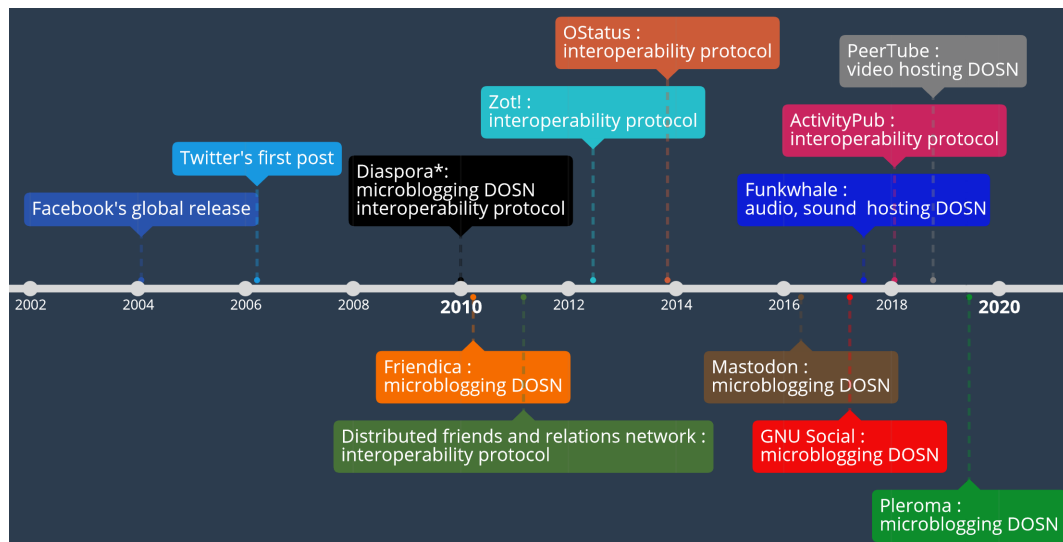 OStatus :
interoperability protocol
PeerTube :
video hosting DOSN
Zot! :
interoperability protocol
ActivityPub :
interoperability protocol
Twitter's first post
Diaspora*:
microblogging DOSN
interoperability protocol
Funkwhale :
audio, sound  hosting DOSN
Facebook's global release
2002
2004
2006
2008
2010
2012
2014
2016
2018
2020
Friendica :
microblogging DOSN
Mastodon :
microblogging DOSN
Distributed friends and relations network :
interoperability protocol
GNU Social :
microblogging DOSN
Pleroma :
microblogging DOSN